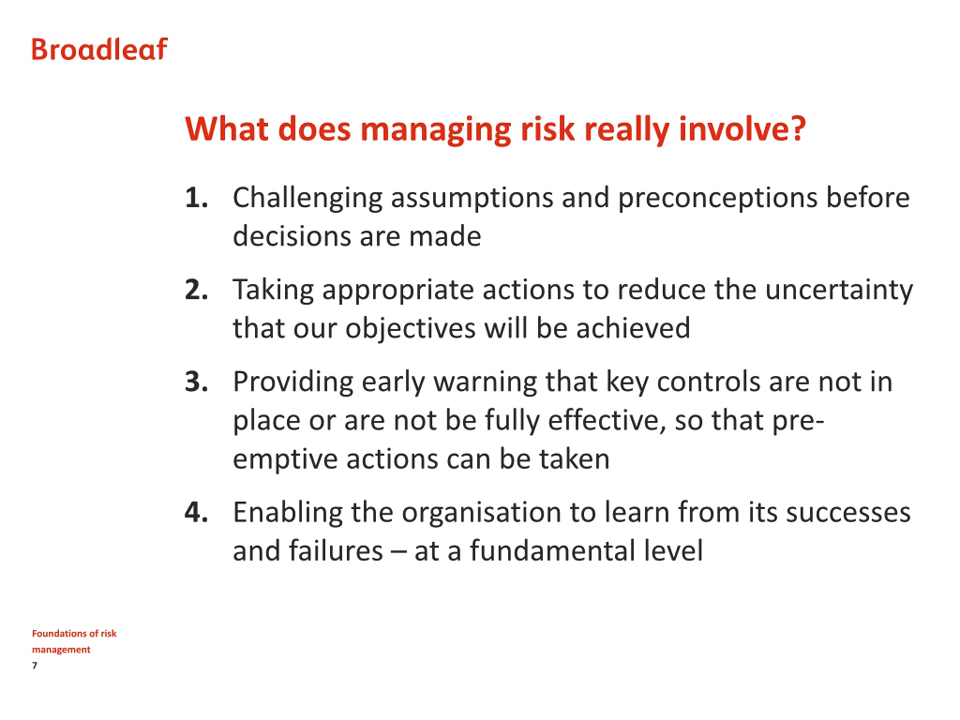 Broadleaf
What does managing risk really involve?
1. Challenging assumptions and preconceptions before
decisions are made
2. Taking appropriate actions to reduce the uncertainty
that our objectives will be achieved
3. Providing early warning that key controls are not in
place or are not be fully effective, so that pre-
emptive actions can be taken
4. Enabling the organisation to learn from its successes
and failures – at a fundamental level
Foundations of risk
management
7